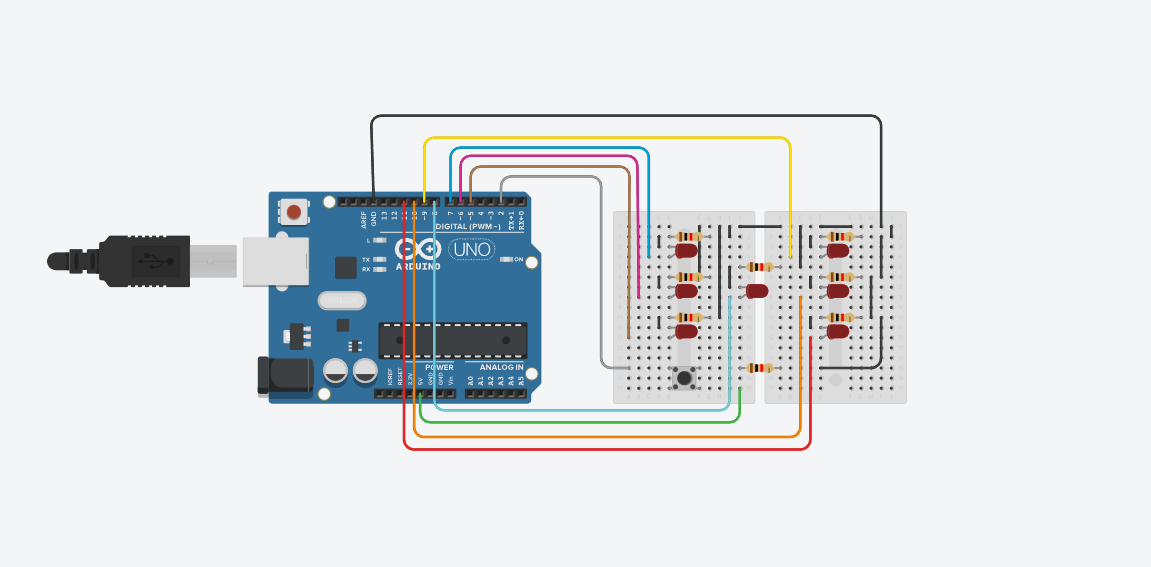 AREF
GND
13
12
11
10
~9
8
7
~6
~5
4
~3
2
TX→1
RX←0
DIGITAL (PWM~)
L
TX
RX
ARDUINO
UNO
ON
IOREF
RESET
3.3V
5V
GND
GND
Vin
POWER
ANALOG IN
A0
A1
A2
A3
A4
A5